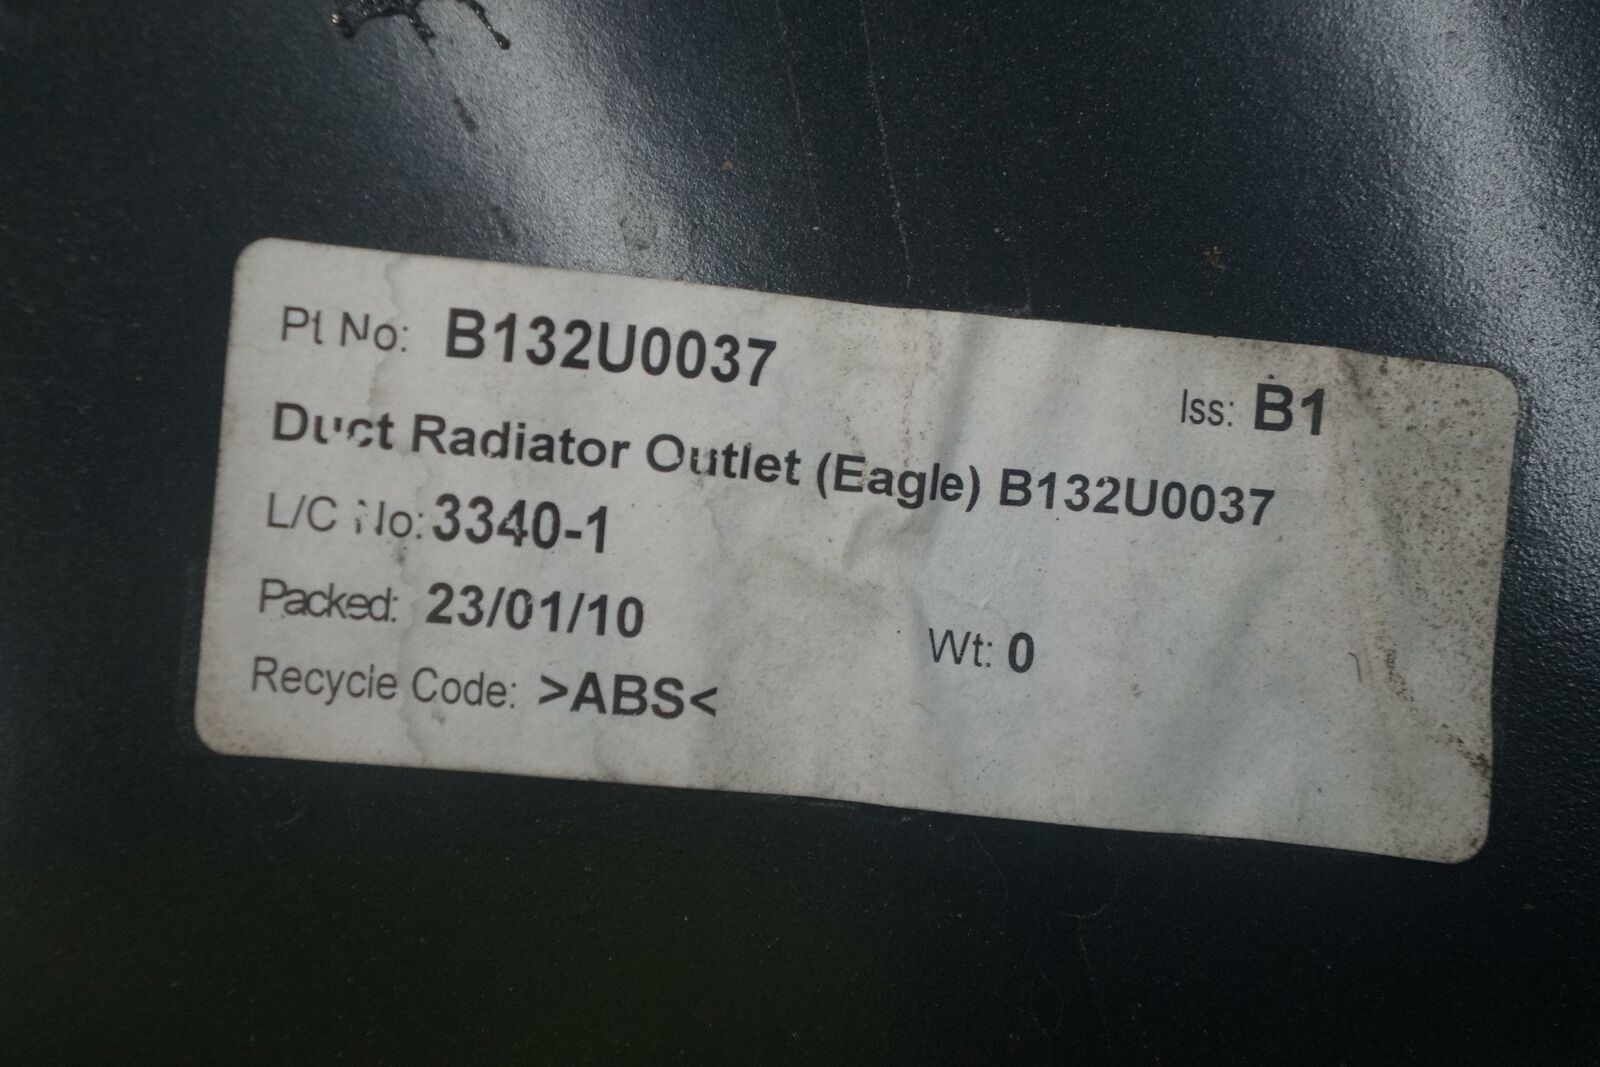 Pt No: B132U0037
Iss: B1
Duct Radiator Outlet (Eagle) B132U0037
L/C No: 3340-1
Packed: 23/01/10
Wt: 0
Recycle Code: >ABS<